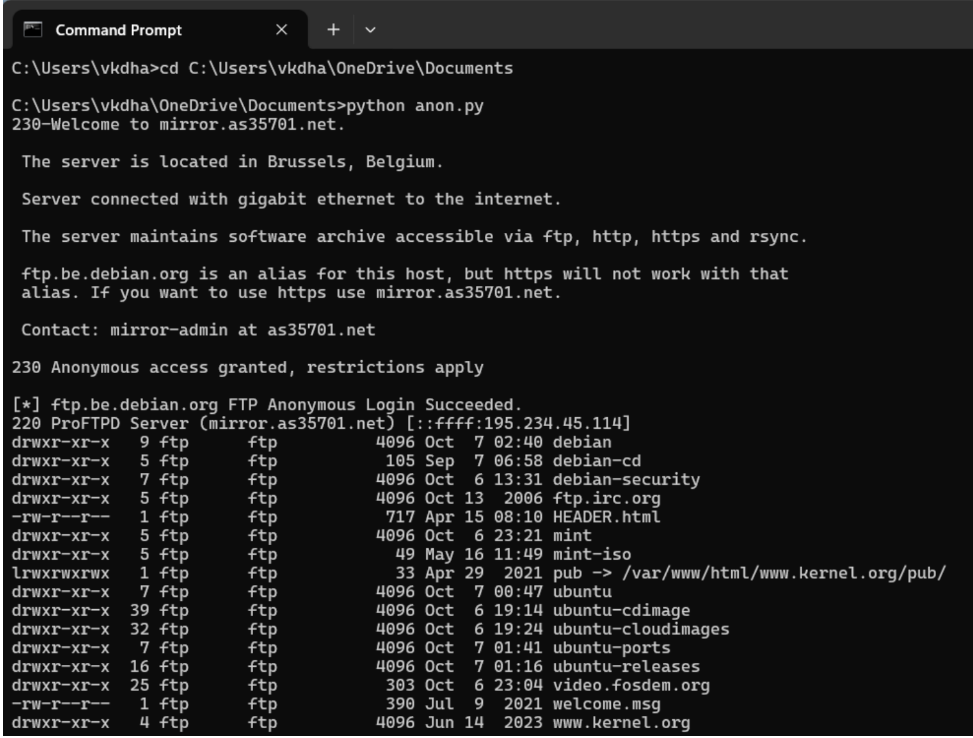 Command Prompt
C:\Users\vkdha>cd C:\Users\vkdha\OneDrive\Documents
C:\Users\vkdha\OneDrive\Documents>python anon.py
230-Welcome to mirror.as35701.net.
The server is located in Brussels, Belgium.
Server connected with gigabit ethernet to the internet.
The server maintains software archive accessible via ftp, http, https and rsync.
ftp.be.debian.org is an alias for this host, but https will not work with that
alias. If you want to use https use mirror.as35701.net.
Contact: mirror-admin at as35701.net
230 Anonymous access granted, restrictions apply
[*] ftp.be.debian.org FTP Anonymous Login Succeeded.
220 ProFTPD Server (mirror.as35701.net) [::ffff:195.234.45.114]
drwxr-xr-x   9 ftp      ftp          4096 Oct  7 02:40 debian
drwxr-xr-x   5 ftp      ftp           105 Sep  7 06:58 debian-cd
drwxr-xr-x   7 ftp      ftp          4096 Oct  6 13:31 debian-security
drwxr-xr-x   5 ftp      ftp          4096 Oct 13  2006 ftp.irc.org
-rw-r--r--   1 ftp      ftp           717 Apr 15 08:10 HEADER.html
drwxr-xr-x   5 ftp      ftp          4096 Oct  6 23:21 mint
drwxr-xr-x   5 ftp      ftp            49 May 16 11:49 mint-iso
lrwxrwxrwx   1 ftp      ftp            33 Apr 29  2021 pub -> /var/www/html/www.kernel.org/pub/
drwxr-xr-x   7 ftp      ftp          4096 Oct  7 00:47 ubuntu
drwxr-xr-x  39 ftp      ftp          4096 Oct  6 19:14 ubuntu-cdimage
drwxr-xr-x  32 ftp      ftp          4096 Oct  6 19:24 ubuntu-cloudimages
drwxr-xr-x   7 ftp      ftp          4096 Oct  7 01:41 ubuntu-ports
drwxr-xr-x  16 ftp      ftp          4096 Oct  7 01:16 ubuntu-releases
drwxr-xr-x  25 ftp      ftp           303 Oct  6 23:04 video.fosdem.org
-rw-r--r--   1 ftp      ftp           390 Jul  9  2021 welcome.msg
drwxr-xr-x   4 ftp      ftp          4096 Jun 14  2023 www.kernel.org